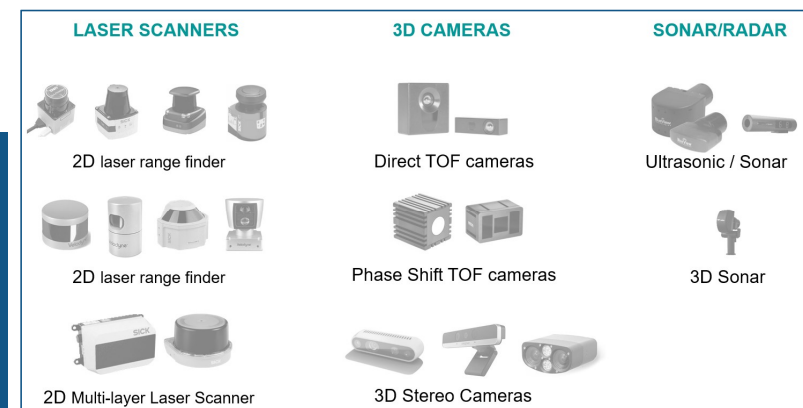 LASER SCANNERS
3D CAMERAS
SONAR/RADAR
2D laser range finder
Direct TOF cameras
Ultrasonic / Sonar
2D laser range finder
Phase Shift TOF cameras
3D Sonar
SICK
2D Multi-layer Laser Scanner
3D Stereo Cameras